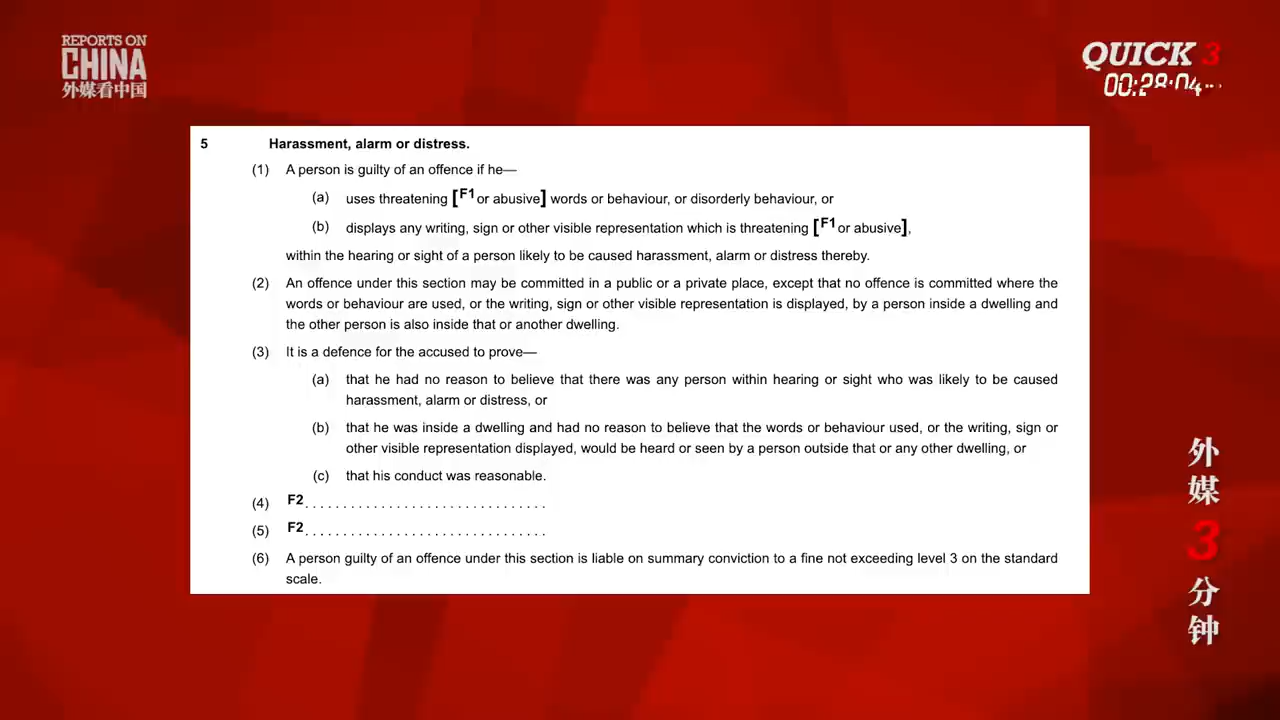 REPORTS ON
CHINA
外媒看中国
QUICK 3
00:28:04
5 Harassment, alarm or distress.
(1) A person is guilty of an offence if he—
(a) uses threatening [F1 or abusive] words or behaviour, or disorderly behaviour, or
(b) displays any writing, sign or other visible representation which is threatening [F1 or abusive],
within the hearing or sight of a person likely to be caused harassment, alarm or distress thereby.
(2) An offence under this section may be committed in a public or a private place, except that no offence is committed where the
words or behaviour are used, or the writing, sign or other visible representation is displayed, by a person inside a dwelling and
the other person is also inside that or another dwelling.
(3) It is a defence for the accused to prove—
(a) that he had no reason to believe that there was any person within hearing or sight who was likely to be caused
harassment, alarm or distress, or
(b) that he was inside a dwelling and had no reason to believe that the words or behaviour used, or the writing, sign or
other visible representation displayed, would be heard or seen by a person outside that or any other dwelling, or
(c) that his conduct was reasonable.
(4) F2. . . . . . . . . . . . . . . . . . . . . . . . . . . . . . . .
(5) F2. . . . . . . . . . . . . . . . . . . . . . . . . . . . . . . .
(6) A person guilty of an offence under this section is liable on summary conviction to a fine not exceeding level 3 on the standard
scale.
外媒3分钟